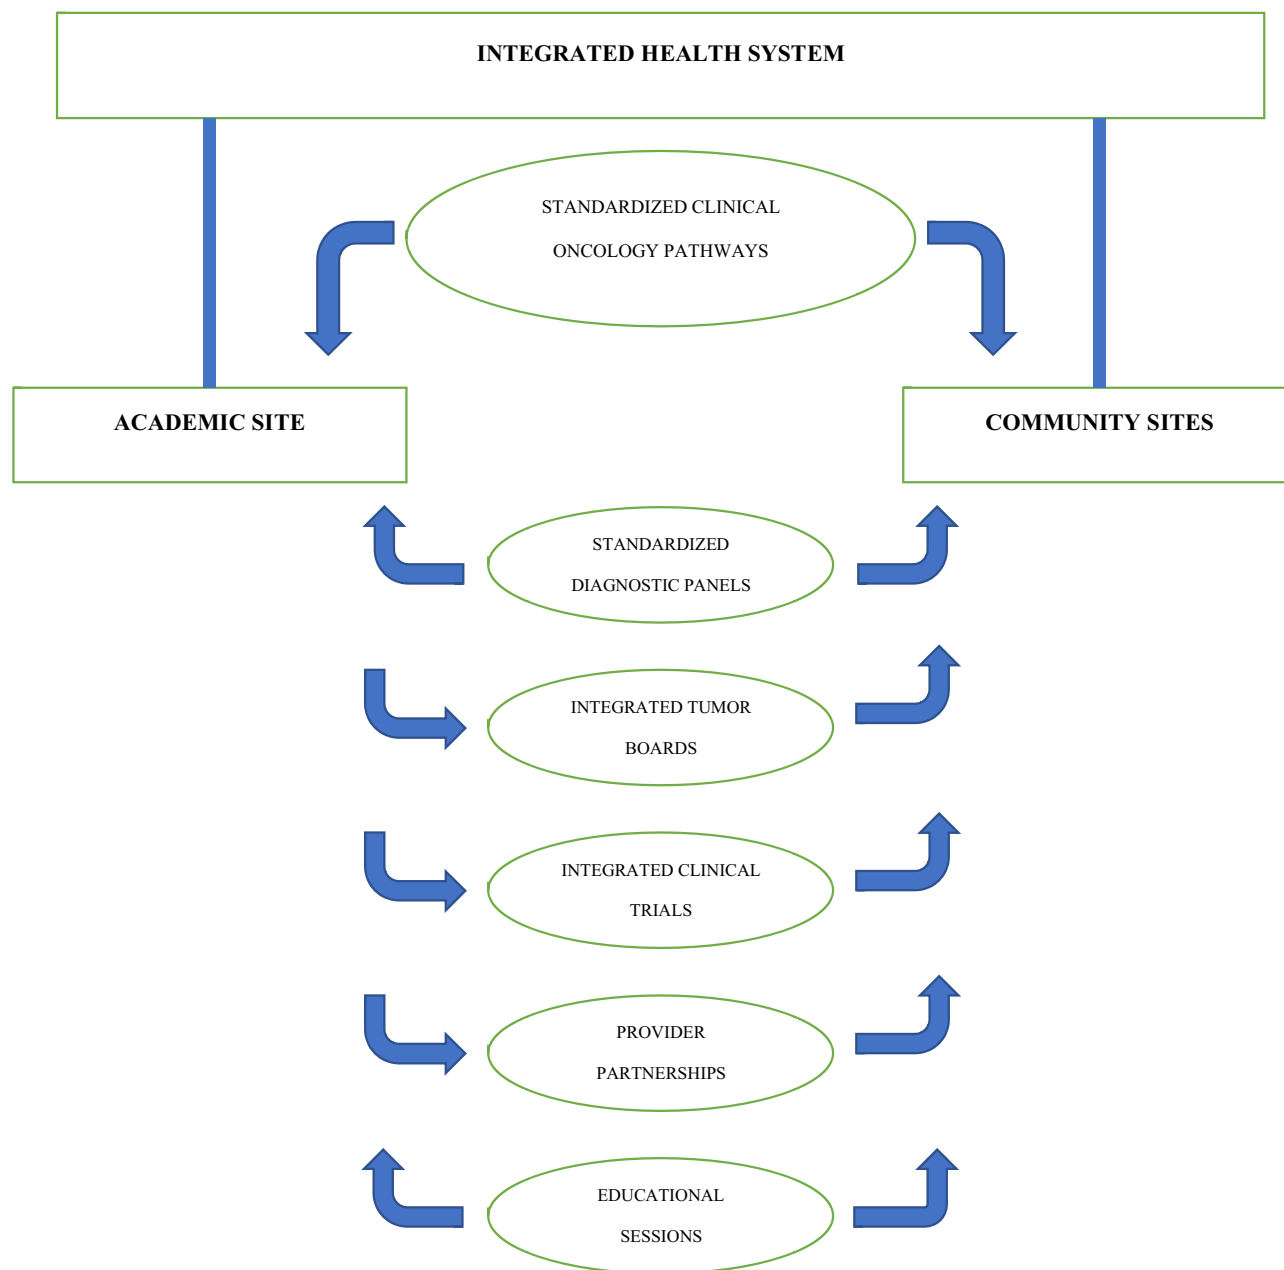 INTEGRATED HEALTH SYSTEM
STANDARDIZED CLINICAL
ONCOLOGY PATHWAYS
ACADEMIC SITE
COMMUNITY SITES
STANDARDIZED
DIAGNOSTIC PANELS
INTEGRATED TUMOR
BOARDS
INTEGRATED CLINICAL
TRIALS
PROVIDER
PARTNERSHIPS
EDUCATIONAL
SESSIONS